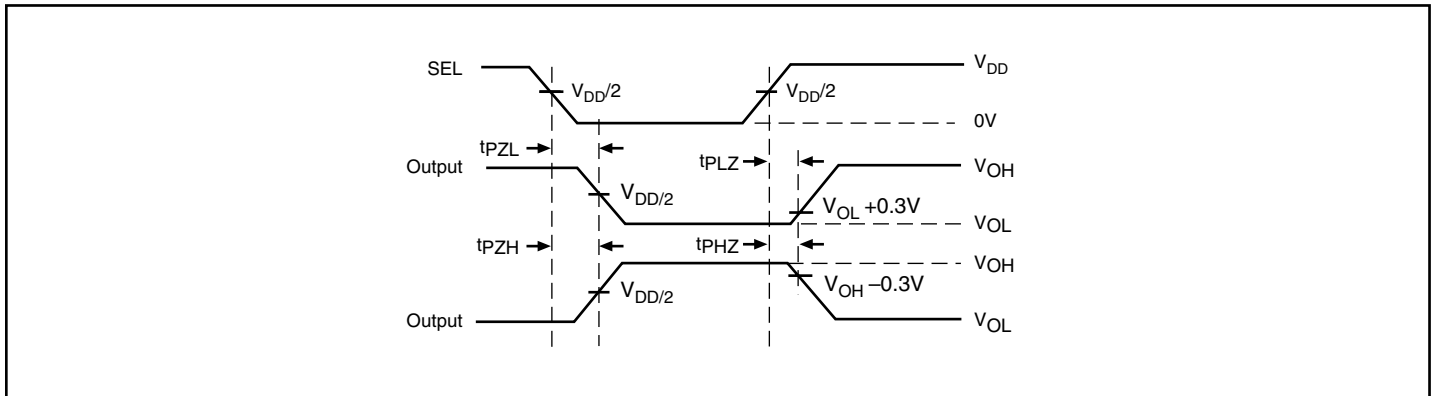 SEL
V_DD/2
V_DD/2
V_DD
0V
tPZL
tPLZ
Output
V_DD/2
V_OL +0.3V
V_OH
V_OL
tPZH
tPHZ
V_OH
V_DD/2
V_OH –0.3V
Output
V_OL